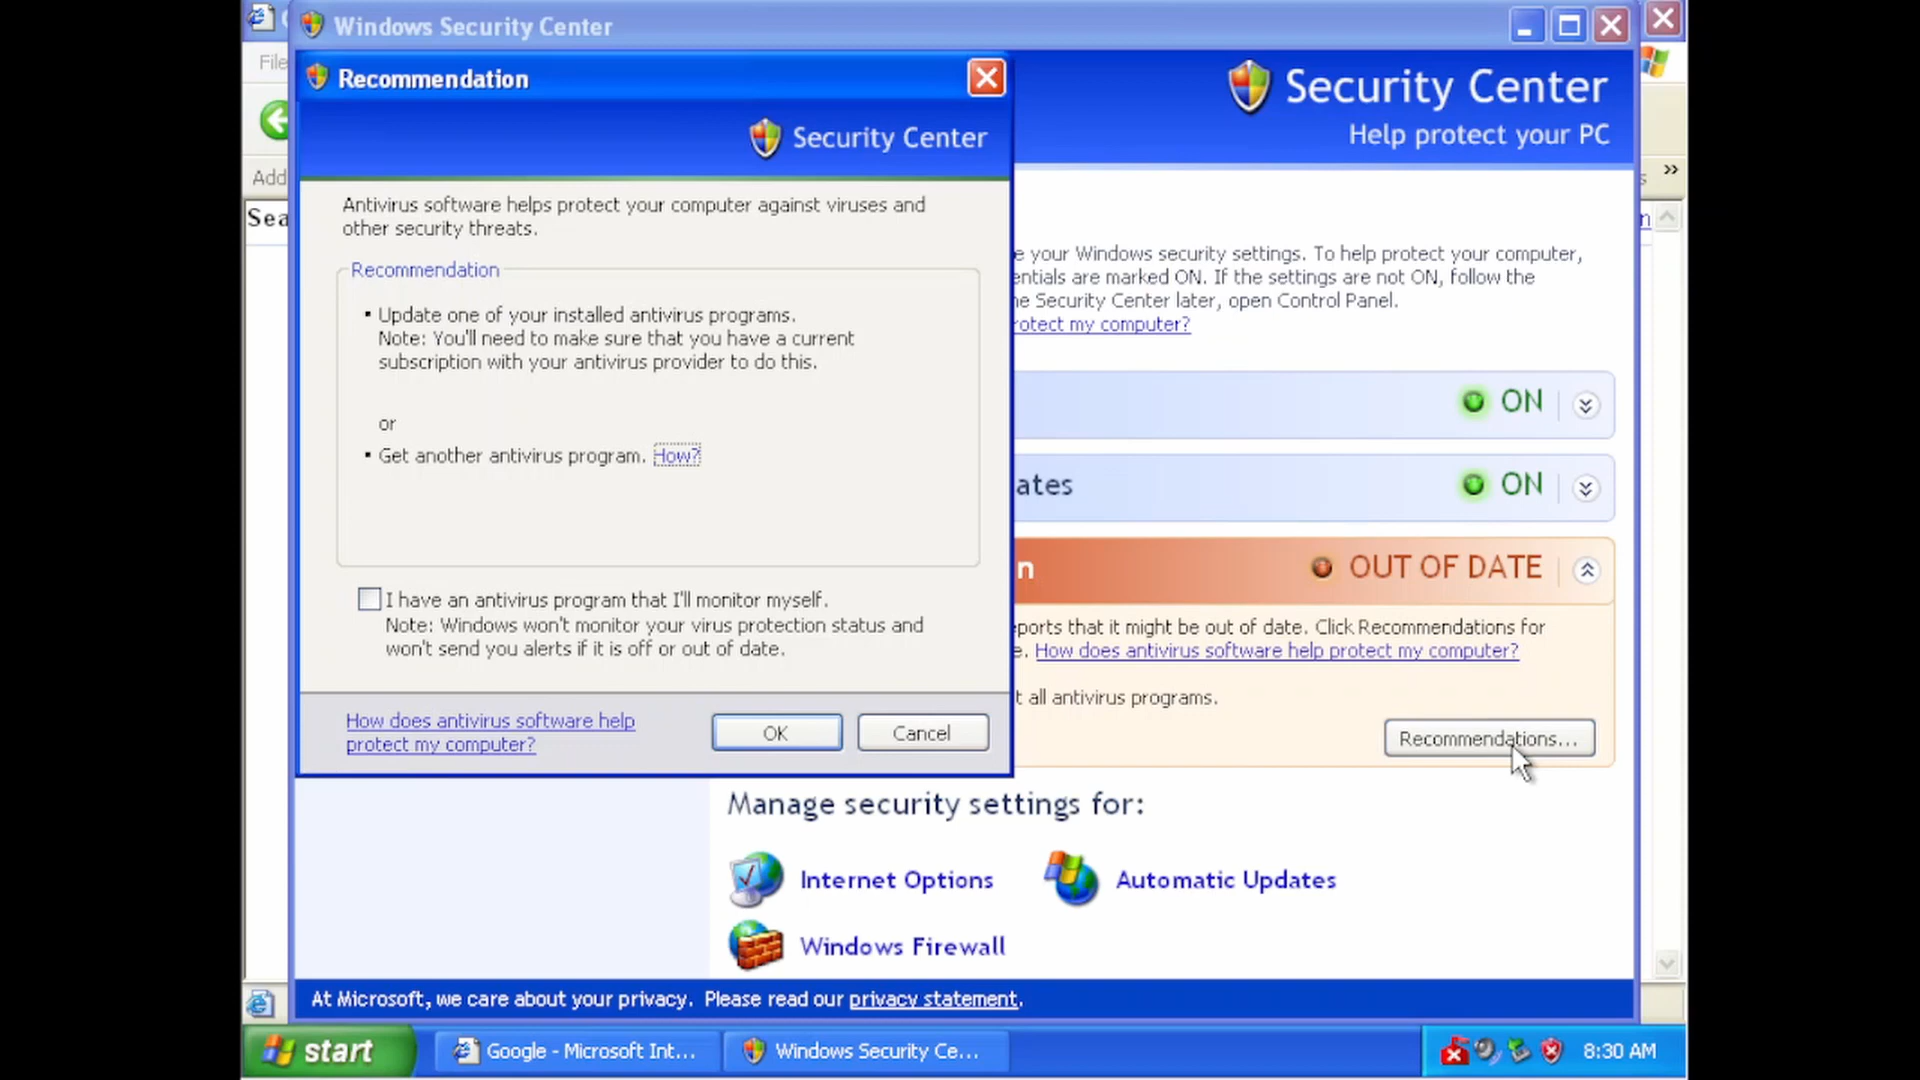 Windows Security Center
File
Recommendation
Security Center
Help protect your PC
Security Center
Add
Sea
Antivirus software helps protect your computer against viruses and
other security threats.
Recommendation
• Update one of your installed antivirus programs.
Note: You'll need to make sure that you have a current
subscription with your antivirus provider to do this.
or
• Get another antivirus program. How?
I have an antivirus program that I'll monitor myself.
Note: Windows won't monitor your virus protection status and
won't send you alerts if it is off or out of date.
How does antivirus software help
protect my computer?
OK
Cancel
e your Windows security settings. To help protect your computer,
entials are marked ON. If the settings are not ON, follow the
he Security Center later, open Control Panel.
rotect my computer?
ON
ates
ON
n
OUT OF DATE
eports that it might be out of date. Click Recommendations for
e. How does antivirus software help protect my computer?
t all antivirus programs.
Recommendations...
Manage security settings for:
Internet Options
Automatic Updates
Windows Firewall
At Microsoft, we care about your privacy. Please read our privacy statement.
start
Google - Microsoft Int...
Windows Security Ce...
8:30 AM